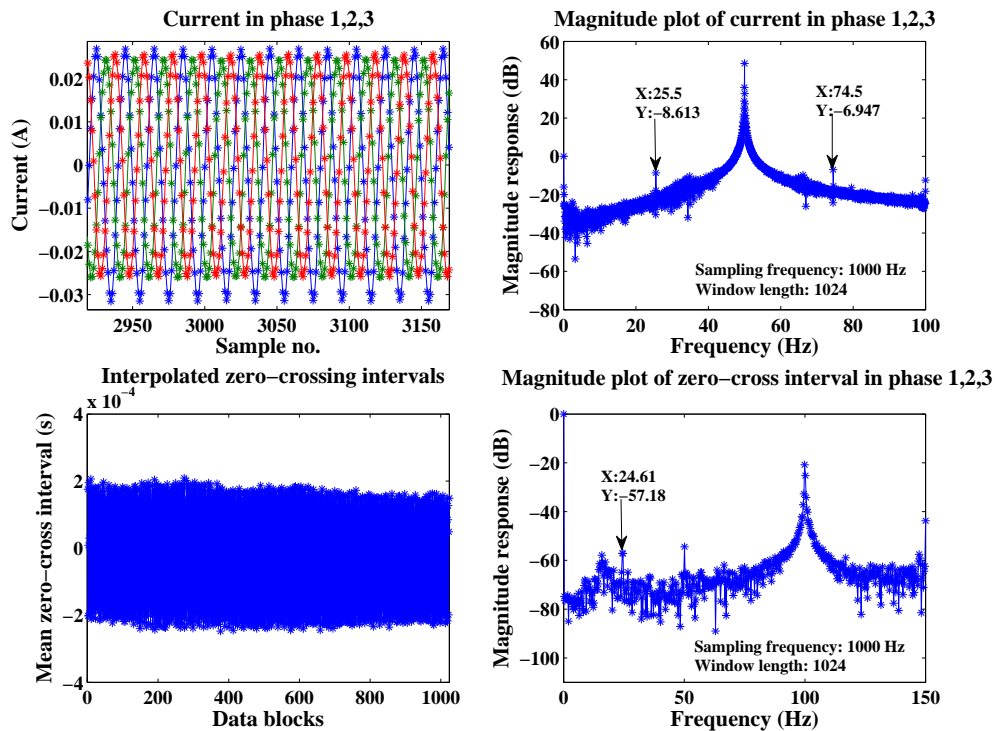 Current in phase 1,2,3
Current (A)
0.02
0.01
0
−0.01
−0.02
−0.03
2950
3000
3050
3100
3150
Sample no.
Magnitude plot of current in phase 1,2,3
Magnitude response (dB)
60
40
20
0
−20
−40
−60
−80
X:25.5
Y:−8.613
X:74.5
Y:−6.947
Sampling frequency: 1000 Hz
Window length: 1024
0
20
40
60
80
100
Frequency (Hz)
Interpolated zero−crossing intervals
x 10−4
Mean zero−cross interval (s)
4
2
0
−2
−4
0
200
400
600
800
1000
Data blocks
Magnitude plot of zero−cross interval in phase 1,2,3
Magnitude response (dB)
0
−20
−40
−60
−80
−100
X:24.61
Y:−57.18
Sampling frequency: 1000 Hz
Window length: 1024
0
50
100
150
Frequency (Hz)